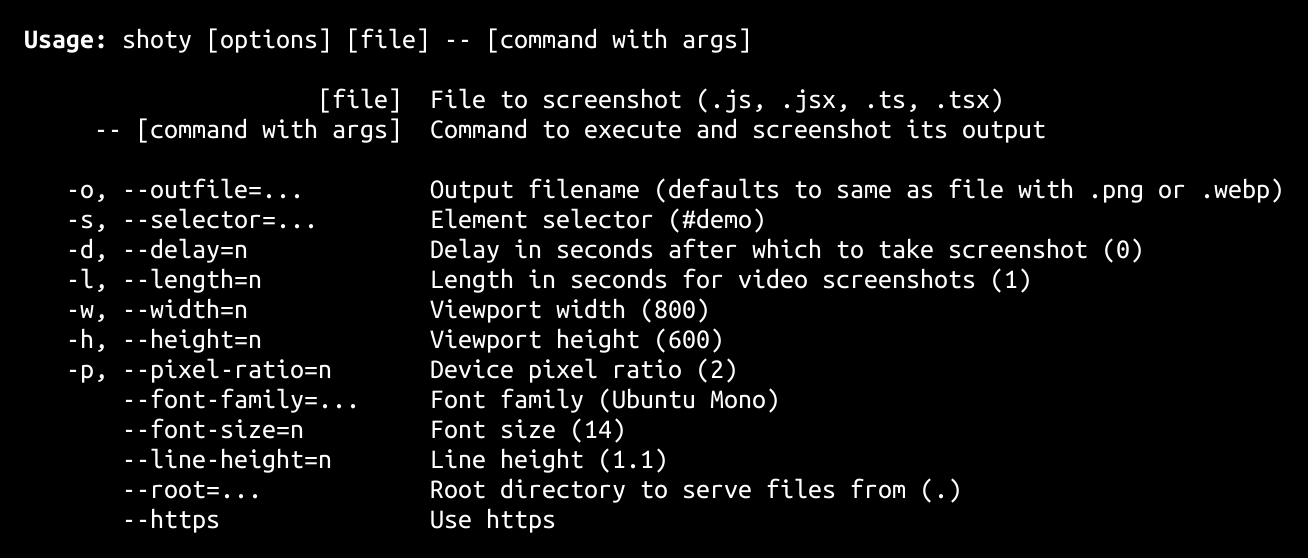 Usage: shoty [options] [file] -- [command with args]
[file]  File to screenshot (.js, .jsx, .ts, .tsx)
-- [command with args]  Command to execute and screenshot its output
-o, --outfile=...  Output filename (defaults to same as file with .png or .webp)
-s, --selector=...  Element selector (#demo)
-d, --delay=n  Delay in seconds after which to take screenshot (0)
-l, --length=n  Length in seconds for video screenshots (1)
-w, --width=n  Viewport width (800)
-h, --height=n  Viewport height (600)
-p, --pixel-ratio=n  Device pixel ratio (2)
--font-family=...  Font family (Ubuntu Mono)
--font-size=n  Font size (14)
--line-height=n  Line height (1.1)
--root=...  Root directory to serve files from (.)
--https  Use https